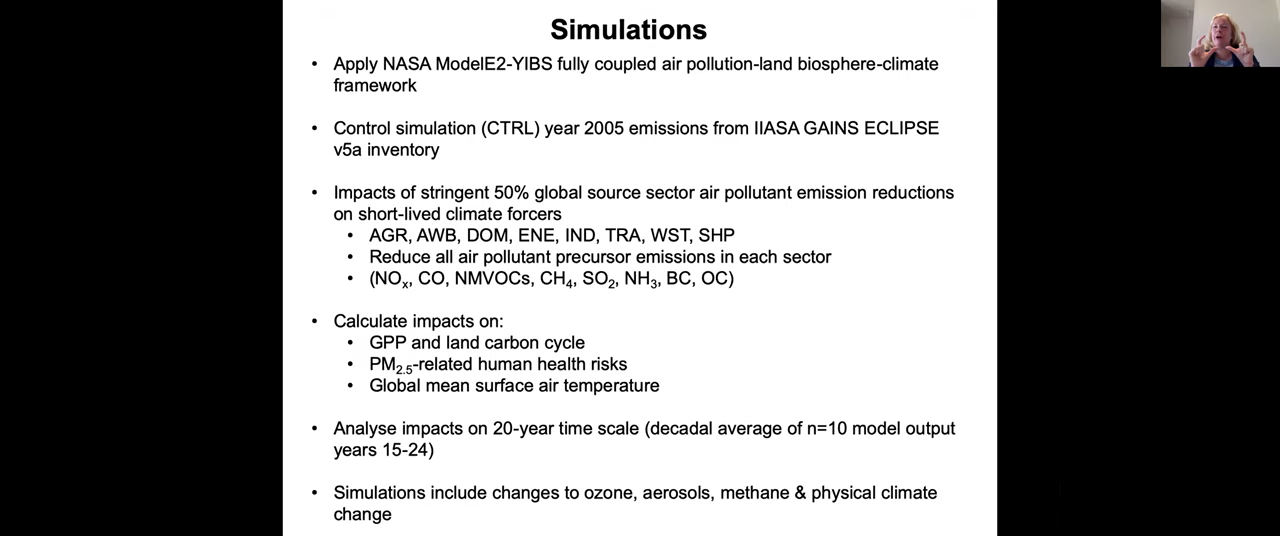 Simulations
• Apply NASA ModelE2-YIBS fully coupled air pollution-land biosphere-climate
framework
• Control simulation (CTRL) year 2005 emissions from IIASA GAINS ECLIPSE
v5a inventory
• Impacts of stringent 50% global source sector air pollutant emission reductions
on short-lived climate forcers
• AGR, AWB, DOM, ENE, IND, TRA, WST, SHP
• Reduce all air pollutant precursor emissions in each sector
• (NOₓ, CO, NMVOCs, CH₄, SO₂, NH₃, BC, OC)
• Calculate impacts on:
• GPP and land carbon cycle
• PM₂.₅-related human health risks
• Global mean surface air temperature
• Analyse impacts on 20-year time scale (decadal average of n=10 model output
years 15-24)
• Simulations include changes to ozone, aerosols, methane & physical climate
change